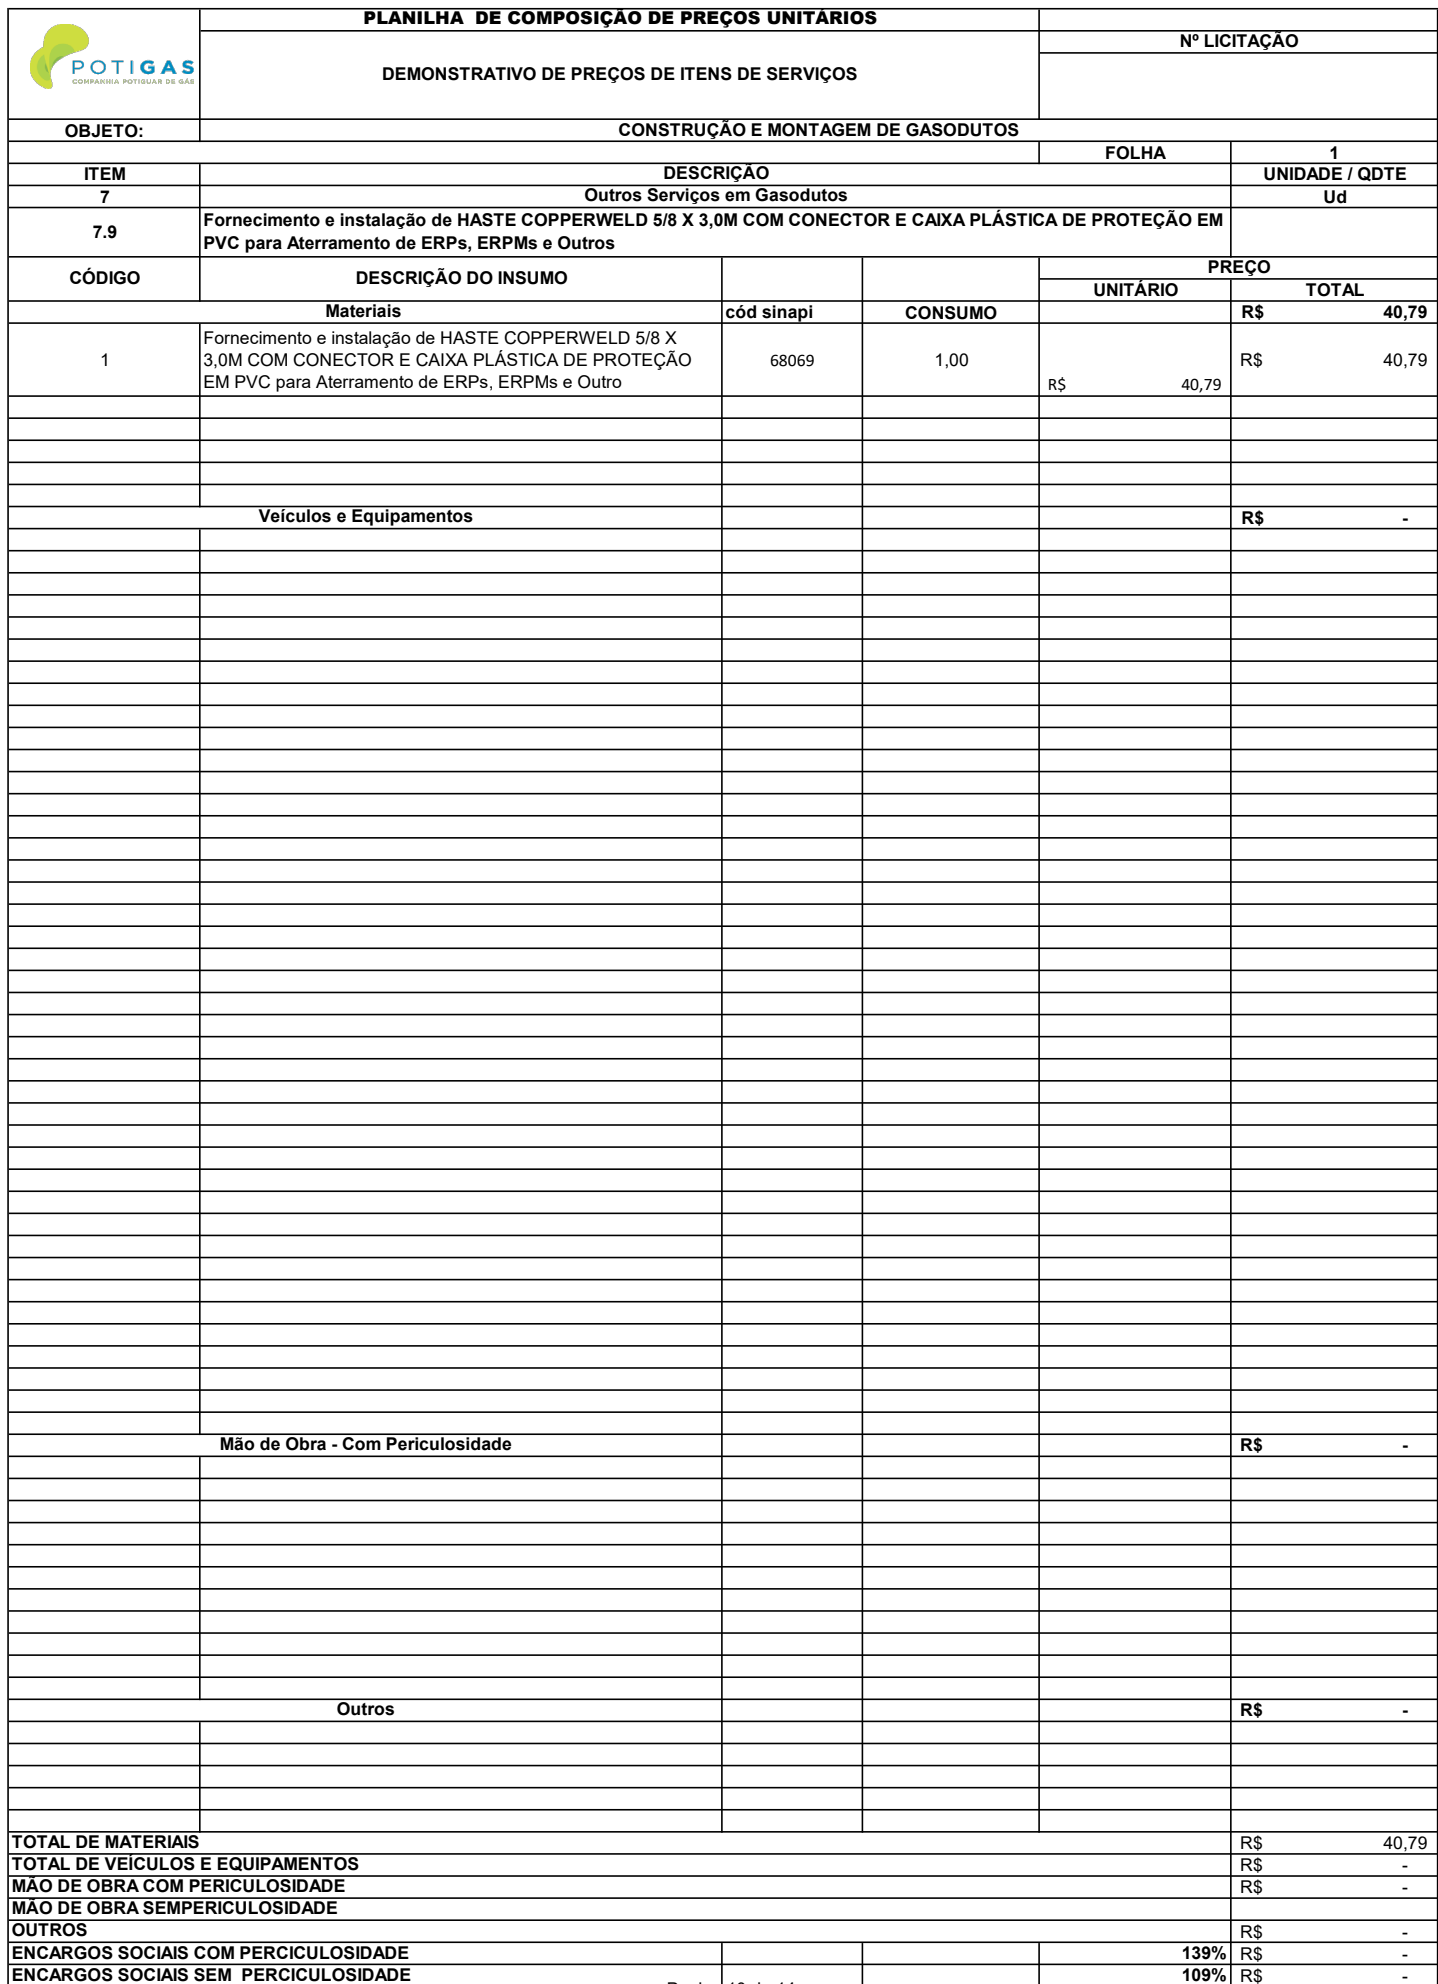 PLANILHA DE COMPOSIÇÃO DE PREÇOS UNITÁRIOS
POTIGAS
COMPANHIA POTIGUAR DE GÁS
DEMONSTRATIVO DE PREÇOS DE ITENS DE SERVIÇOS
Nº LICITAÇÃO
OBJETO: CONSTRUÇÃO E MONTAGEM DE GASODUTOS
FOLHA 1
ITEM DESCRIÇÃO UNIDADE / QDTE
7 Outros Serviços em Gasodutos Ud
7.9 Fornecimento e instalação de HASTE COPPERWELD 5/8 X 3,0M COM CONECTOR E CAIXA PLÁSTICA DE PROTEÇÃO EM
PVC para Aterramento de ERPs, ERPMs e Outros
CÓDIGO DESCRIÇÃO DO INSUMO PREÇO
UNITÁRIO TOTAL
Materiais cód sinapi CONSUMO R$ 40,79
Fornecimento e instalação de HASTE COPPERWELD 5/8 X
1 3,0M COM CONECTOR E CAIXA PLÁSTICA DE PROTEÇÃO 68069 1,00 R$ 40,79
EM PVC para Aterramento de ERPs, ERPMs e Outro R$ 40,79
Veículos e Equipamentos R$ -
Mão de Obra - Com Periculosidade R$ -
Outros R$ -
TOTAL DE MATERIAIS R$ 40,79
TOTAL DE VEÍCULOS E EQUIPAMENTOS R$ -
MÃO DE OBRA COM PERICULOSIDADE R$ -
MÃO DE OBRA SEMPERICULOSIDADE
OUTROS R$ -
ENCARGOS SOCIAIS COM PERCICULOSIDADE 139% R$ -
ENCARGOS SOCIAIS SEM PERCICULOSIDADE 109% R$ -